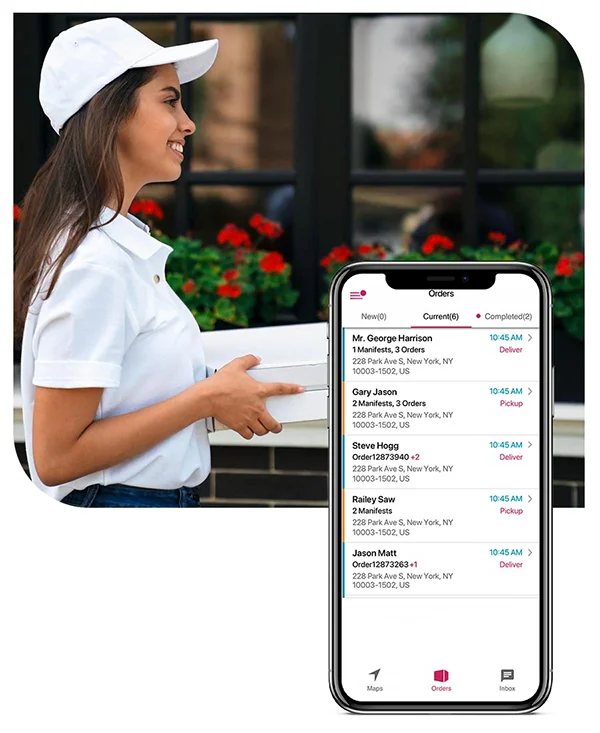 Orders
New(0) Current(6) Completed(2)
Mr. George Harrison 10:45 AM
1 Manifests, 3 Orders Deliver
228 Park Ave S, New York, NY
10003-1502, US
Gary Jason 10:45 AM
2 Manifests, 3 Orders Pickup
228 Park Ave S, New York, NY
10003-1502, US
Steve Hogg 10:45 AM
Order12873940 +2 Deliver
228 Park Ave S, New York, NY
10003-1502, US
Railey Saw 10:45 AM
2 Manifests Pickup
228 Park Ave S, New York, NY
10003-1502, US
Jason Matt 10:45 AM
Order12873263 +1 Deliver
228 Park Ave S, New York, NY
10003-1502, US
Maps Orders Inbox